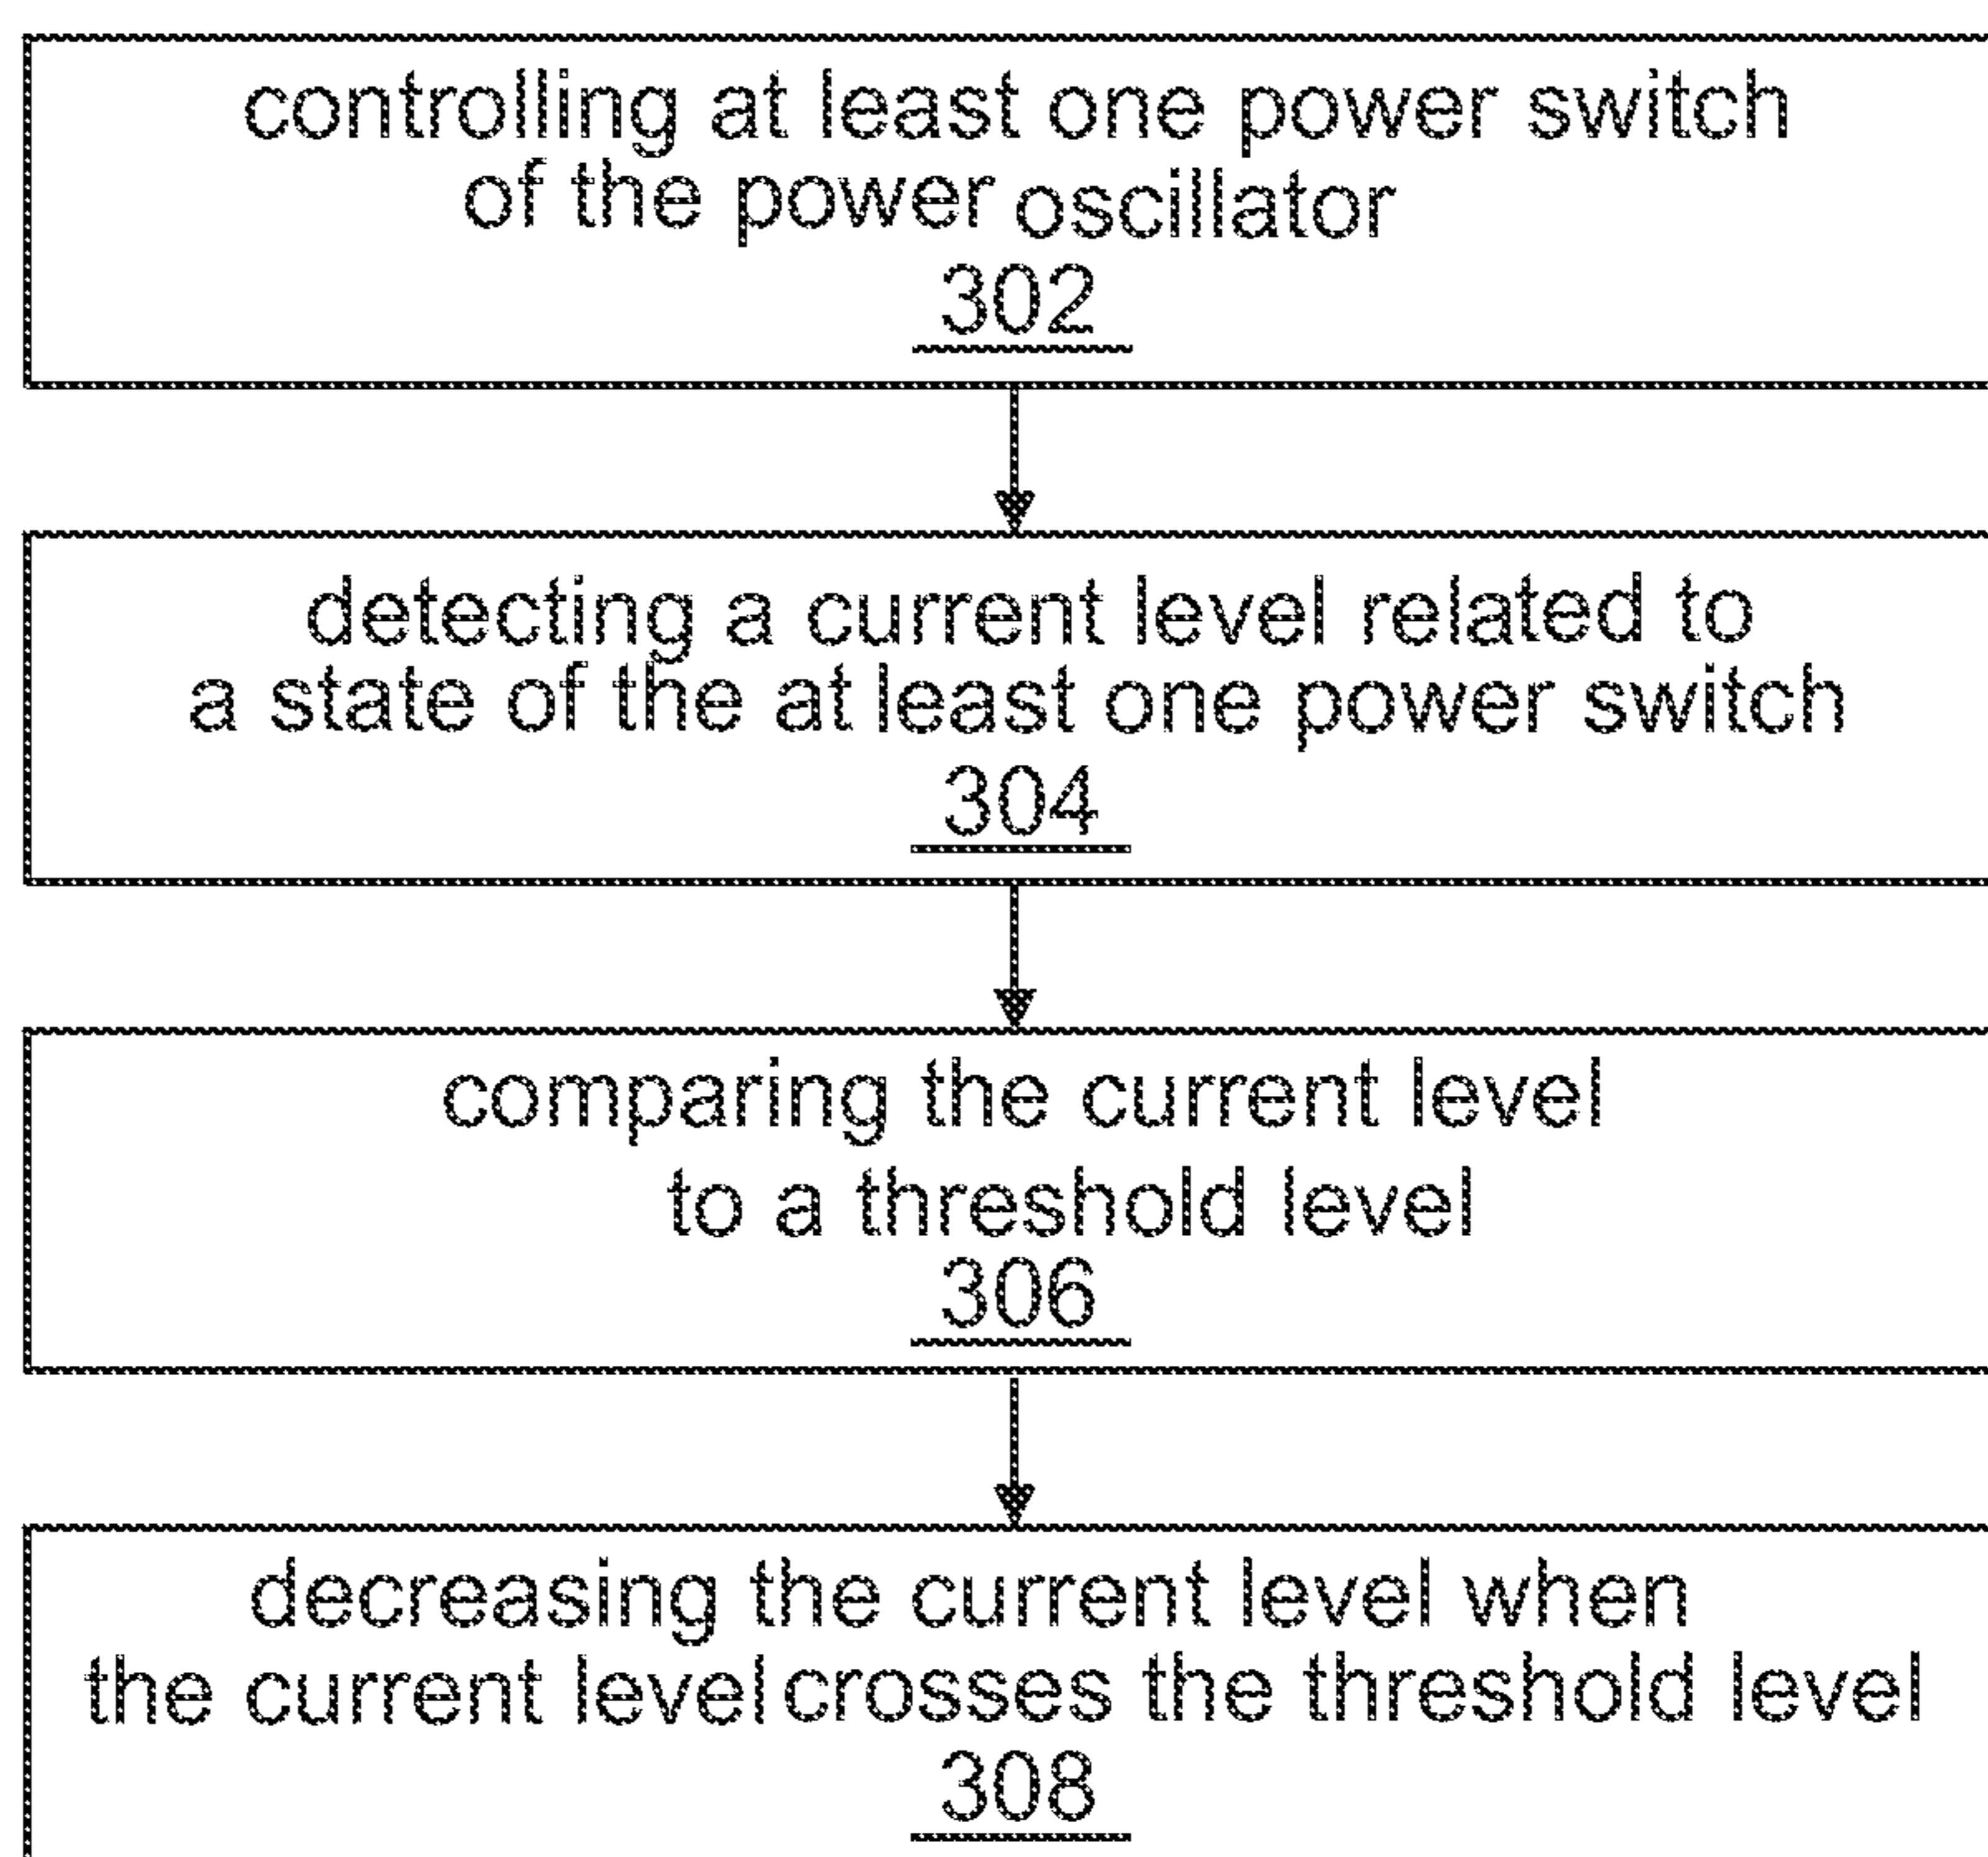 controlling at least one power switch
of the power oscillator
302
detecting a current level related to
a state of the at least one power switch
304
comparing the current level
to a threshold level
306
decreasing the current level when
the current level crosses the threshold level
308